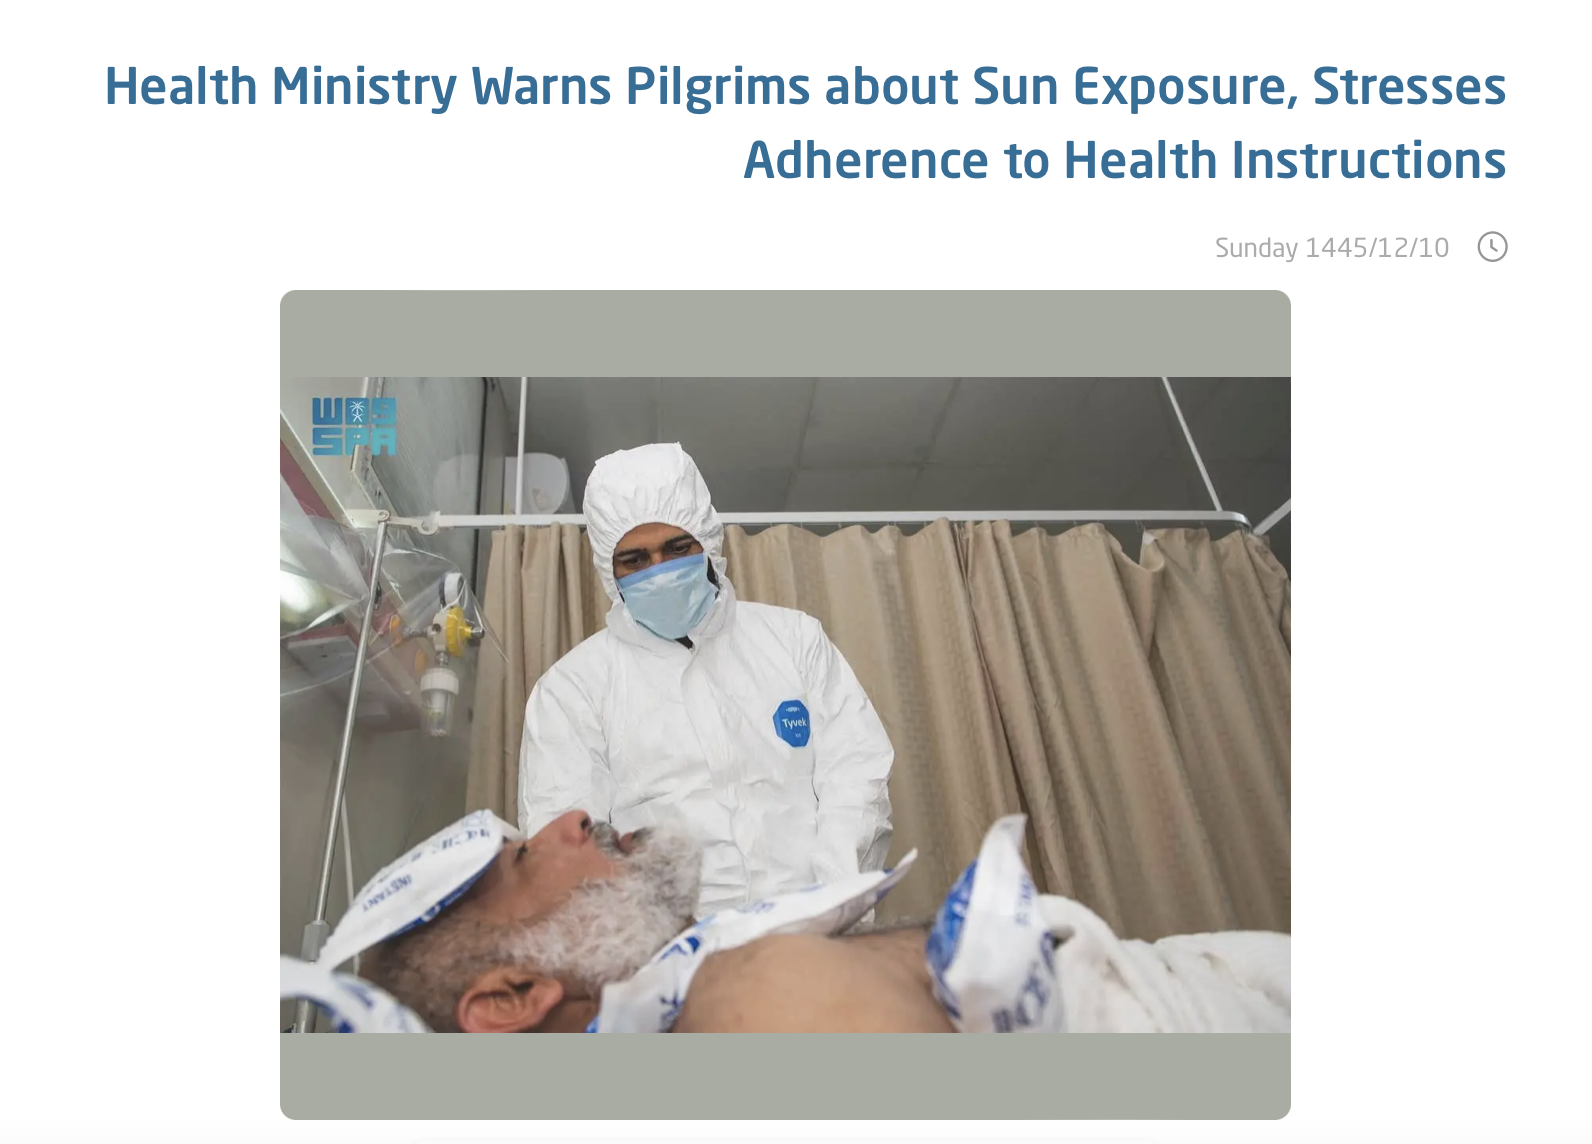 Health Ministry Warns Pilgrims about Sun Exposure, Stresses
Adherence to Health Instructions
Sunday 1445/12/10
واس
SPA
Tyvek
INSTANT